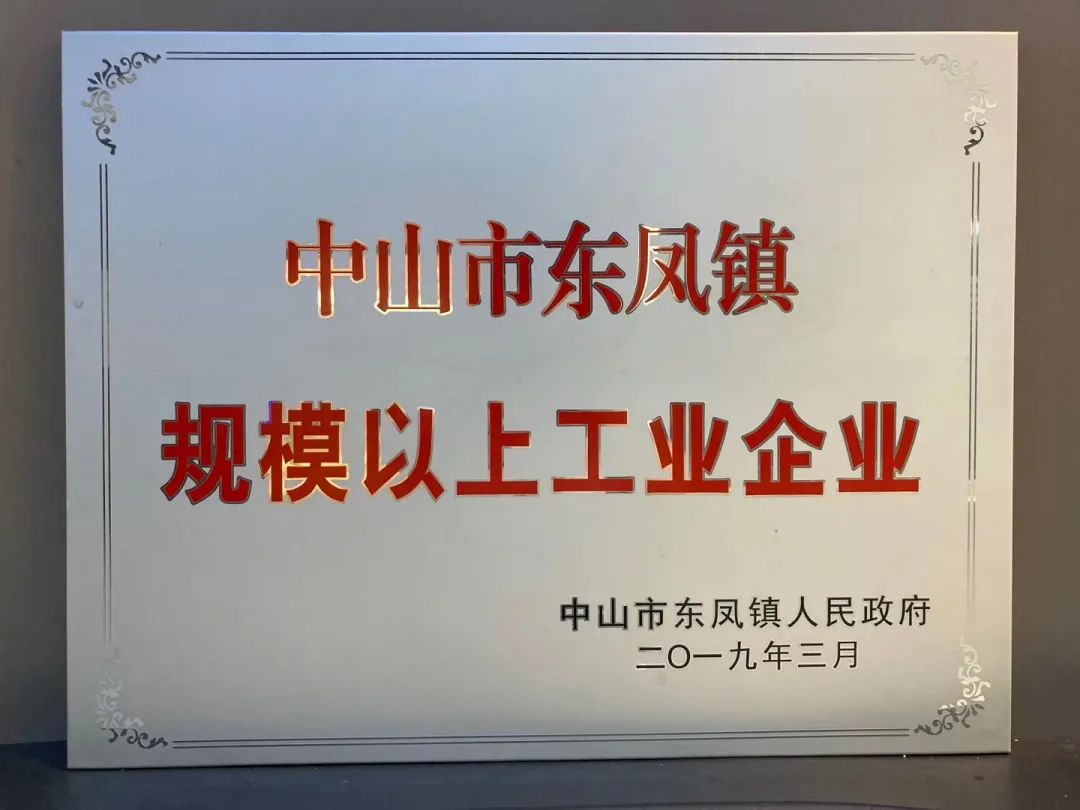 中山市东凤镇
规模以上工业企业
中山市东凤镇人民政府
二〇一九年三月